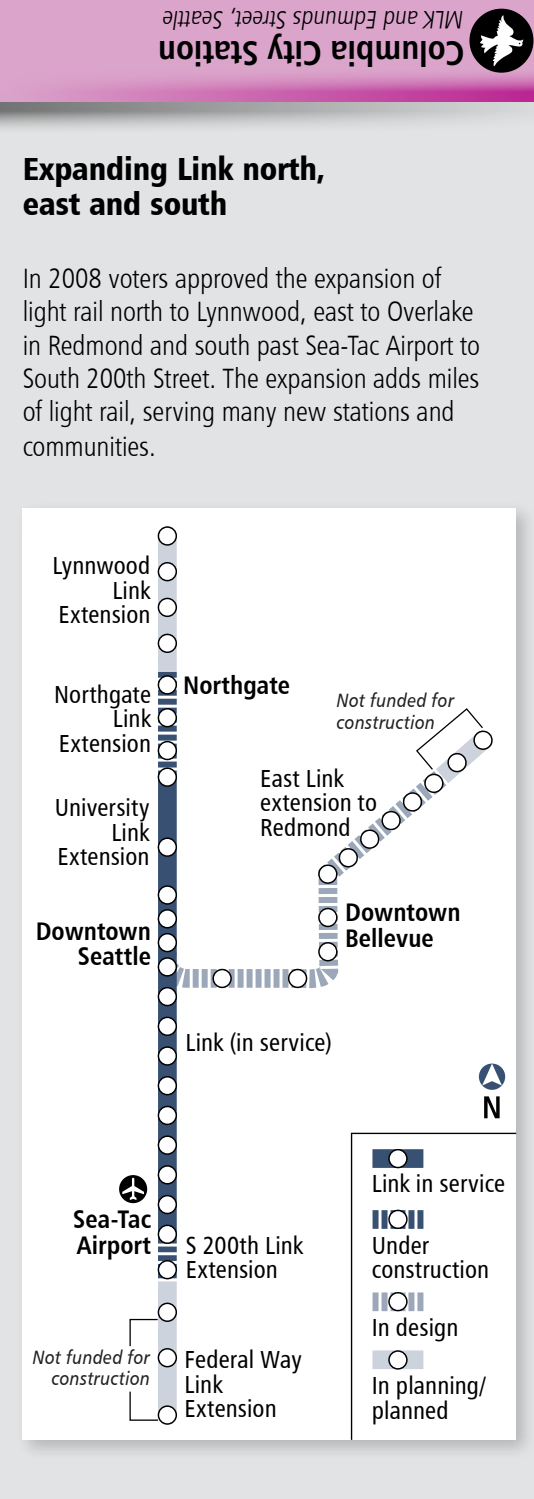 Columbia City Station
MLK and Edmunds Street, Seattle
Expanding Link north,
east and south
In 2008 voters approved the expansion of
light rail north to Lynnwood, east to Overlake
in Redmond and south past Sea-Tac Airport to
South 200th Street. The expansion adds miles
of light rail, serving many new stations and
communities.
Lynnwood
Link
Extension
Northgate
Northgate
Link
Extension
Not funded for
construction
East Link
extension to
Redmond
University
Link
Extension
Downtown
Bellevue
Downtown
Seattle
Link (in service)
N
Sea-Tac
Airport
S 200th Link
Extension
Not funded for
construction
Federal Way
Link
Extension
Link in service
Under
construction
In design
In planning/
planned